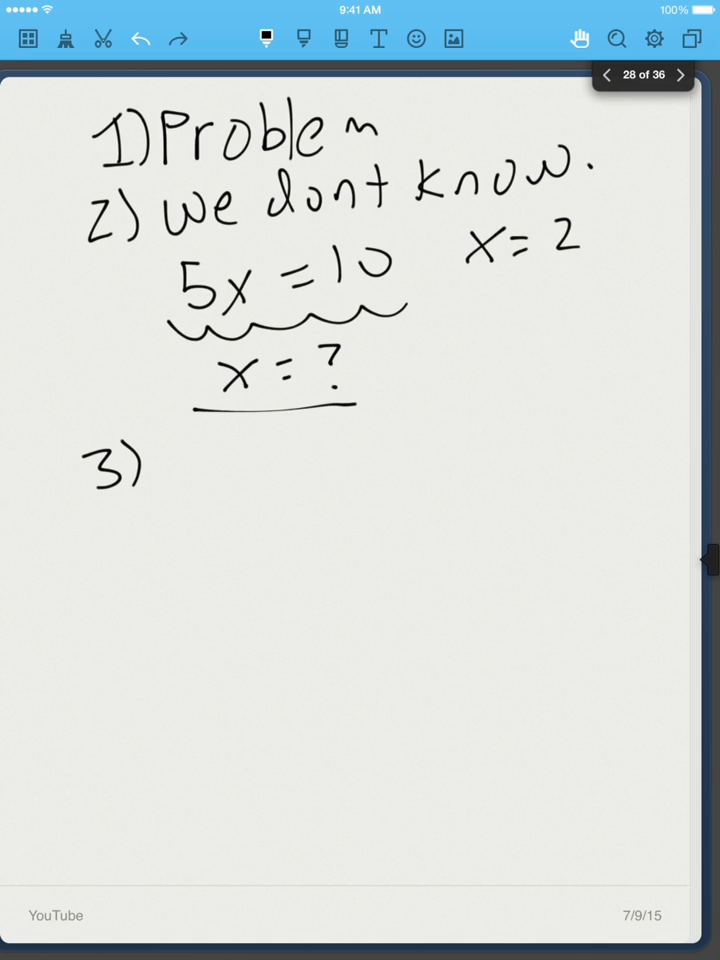 9:41 AM
100%
28 of 36
1) Problem
2) we dont know.
5x = 10
x = 2
x = ?
3)
YouTube
7/9/15